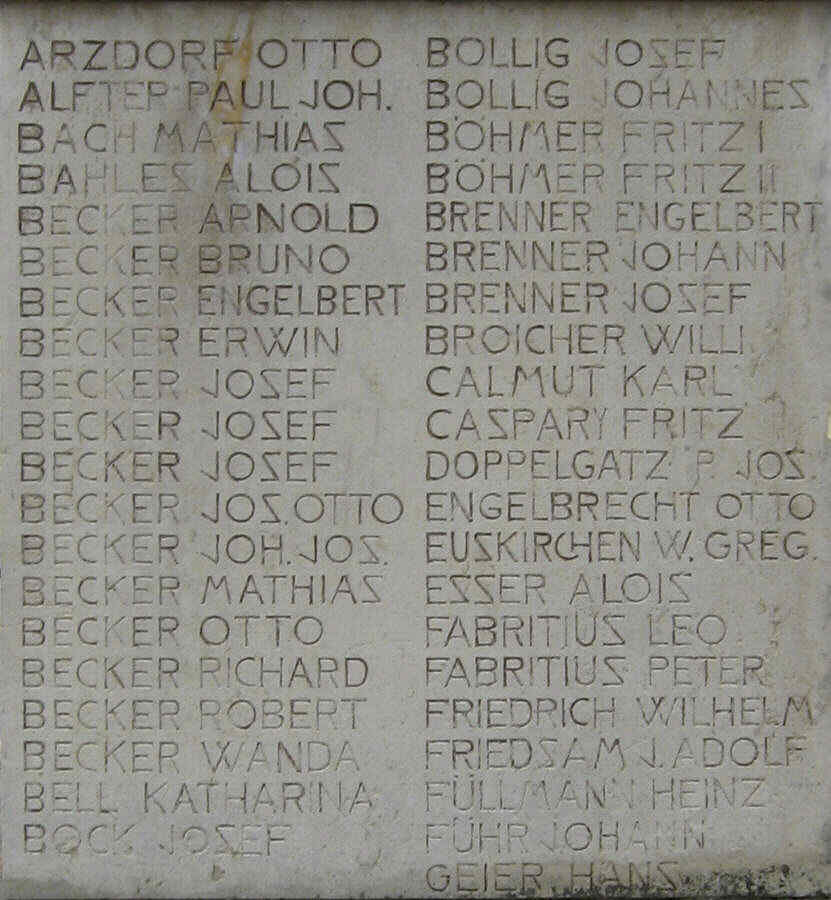 ARZDORF OTTO
ALFTER PAUL JOH.
BACH MATHIAS
BAHLES ALOIS
BECKER ARNOLD
BECKER BRUNO
BECKER ENGELBERT
BECKER ERWIN
BECKER JOSEF
BECKER JOSEF
BECKER JOSEF
BECKER JOS. OTTO
BECKER JOH. JOS.
BECKER MATHIAS
BECKER OTTO
BECKER RICHARD
BECKER ROBERT
BECKER WANDA
BELL KATHARINA
BOCK JOSEF
BOLLIG JOSEF
BOLLIG JOHANNES
BÖHMER FRITZ I
BÖHMER FRITZ II
BRENNER ENGELBERT
BRENNER JOHANN
BRENNER JOSEF
BROICHER WILLI
CALMUT KARL
CASPARY FRITZ
DOPPELGATZ P. JOS.
ENGELBRECHT OTTO
EUSKIRCHEN W. GREG.
ESSER ALOIS
FABRITIUS LEO
FABRITIUS PETER
FRIEDRICH WILHELM
FRIEDSAM J. ADOLF
FÜLLMANN HEINZ
FÜHR JOHANN
GEIER HANS